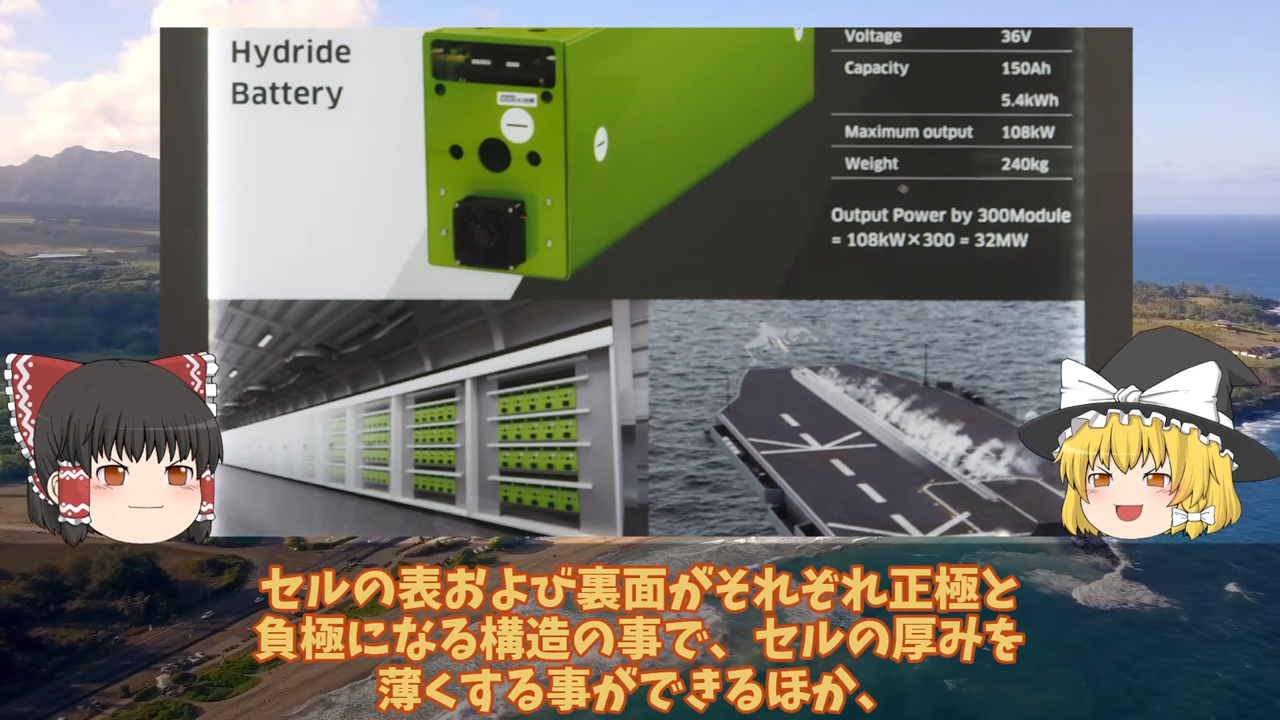 Hydride
Battery
Voltage 36V
Capacity 150Ah
5.4kWh
Maximum output 108kW
Weight 240kg
Output Power by 300Module
= 108kW×300 = 32MW
セルの表および裏面がそれぞれ正極と
負極になる構造の事で、セルの厚みを
薄くする事ができるほか、